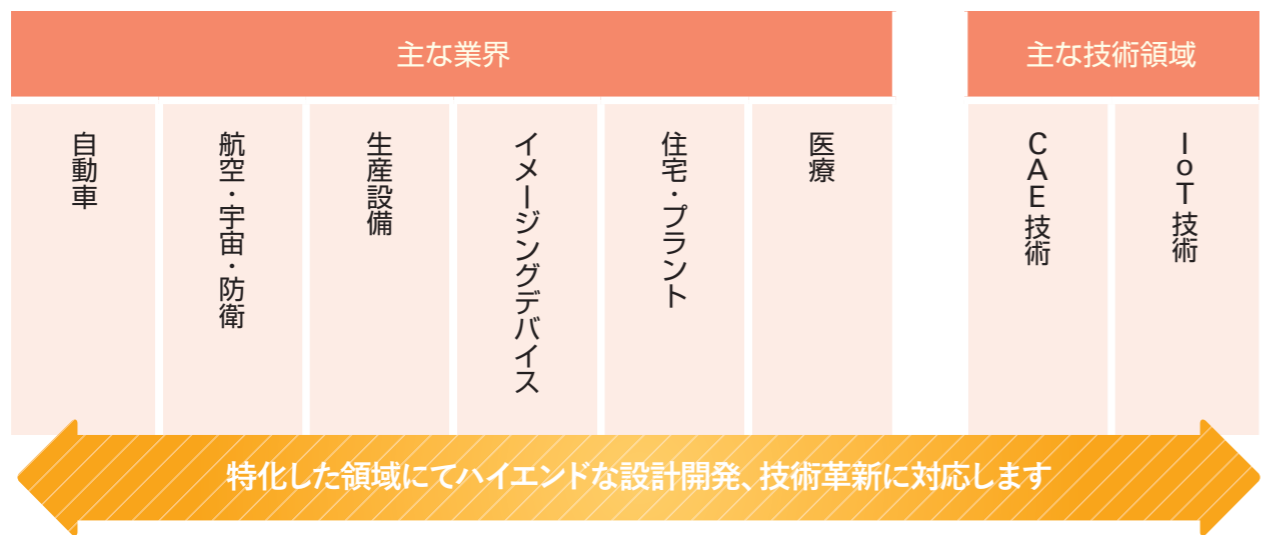 主な業界
主な技術領域
自動車
航空・宇宙・防衛
生産設備
イメージングデバイス
住宅・プラント
医療
CAE技術
IoT技術
特化した領域にてハイエンドな設計開発、技術革新に対応します